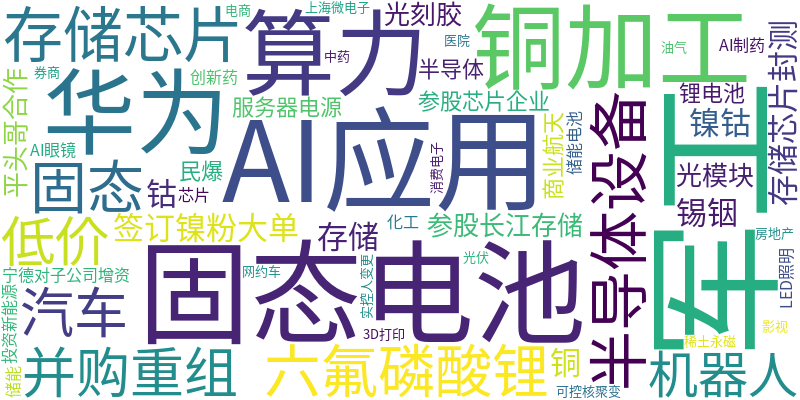 存储芯片
电商
上海微电子
光刻胶
铜加工
油气
AI制药
存储芯片封测
券商
创新药
算力
中药
医院
半导体
平头哥合作
华为
服务器电源
参股芯片企业
锂电池
AI眼镜
民爆
AI应用
消费电子
商业航天
储能电池
半导体设备
镍钴
军工
固态
钴
芯片
光模块
低价
签订镍粉大单
存储
化工
参股长江存储
锡铟
房地产
宁德对子公司增资
网约车
固态电池
实控人变更
光伏
LED照明
投资新能源
汽车
3D打印
稀土永磁
影视
储能
并购重组
六氟磷酸锂
铜
可控核聚变
机器人